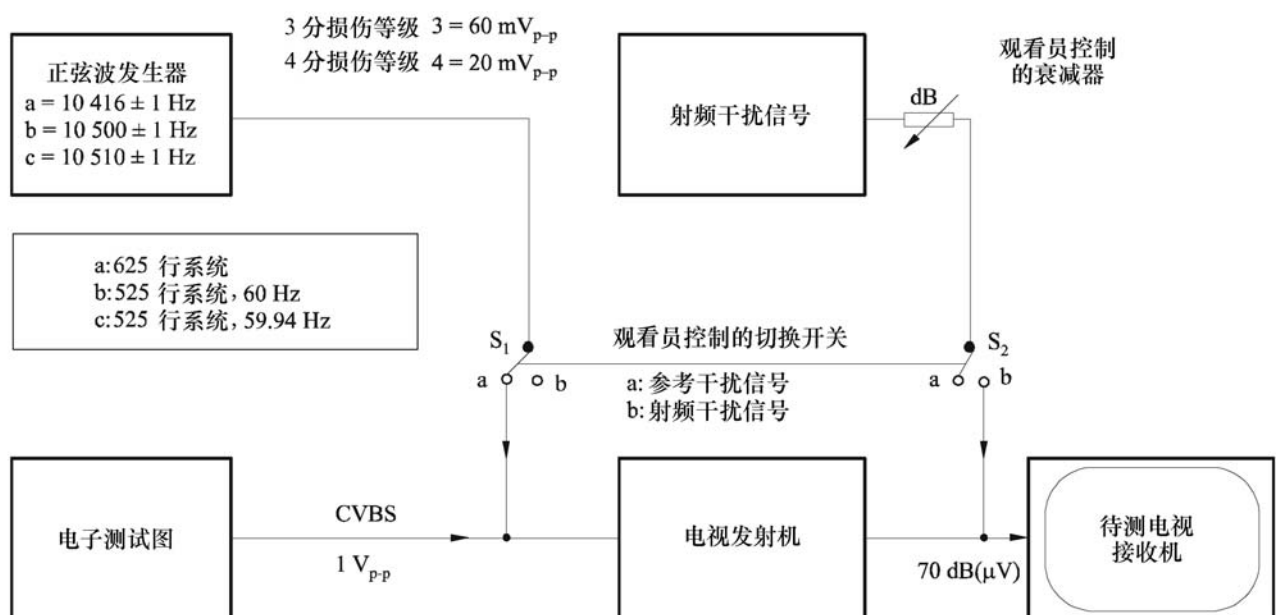 3 分损伤等级 3 = 60 mVp–p
4 分损伤等级 4 = 20 mVp–p
正弦波发生器
a = 10 416 ± 1 Hz
b = 10 500 ± 1 Hz
c = 10 510 ± 1 Hz
射频干扰信号
dB
观看员控制
的衰减器
a:625 行系统
b:525 行系统, 60 Hz
c:525 行系统, 59.94 Hz
S1
观看员控制的切换开关
S2
a
b
a: 参考干扰信号
b: 射频干扰信号
a
b
电子测试图
CVBS
1 Vp-p
电视发射机
70 dB(μV)
待测电视
接收机